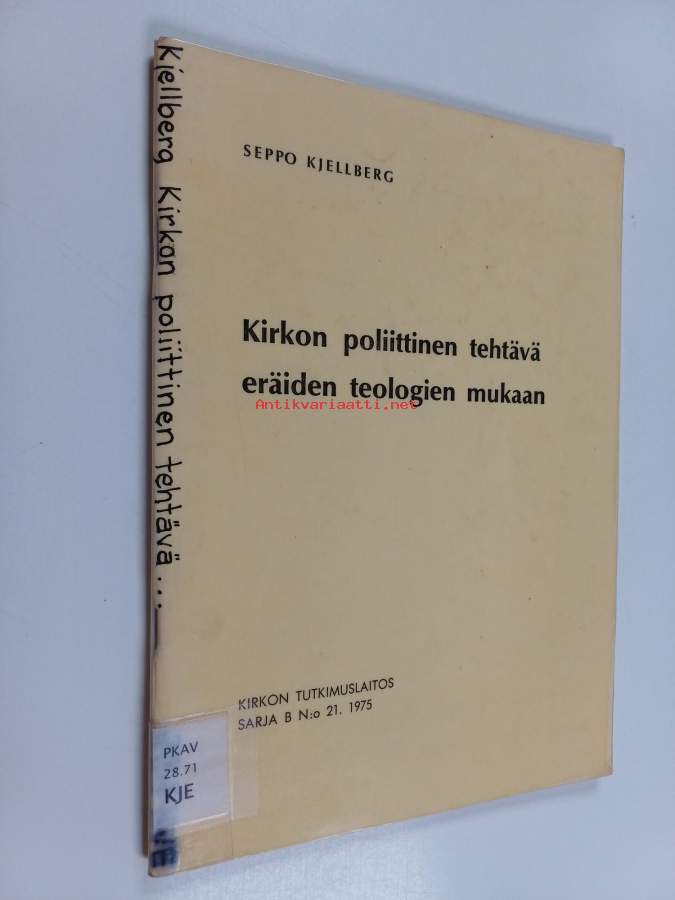 Kjellberg Kirkon poliittinen tehtävä...
SEPPO KJELLBERG
Kirkon poliittinen tehtävä
eräiden teologien mukaan
Antikvariaatti.net
KIRKON TUTKIMUSLAITOS
SARJA B N:o 21. 1975
PKAV
28.71
KJE